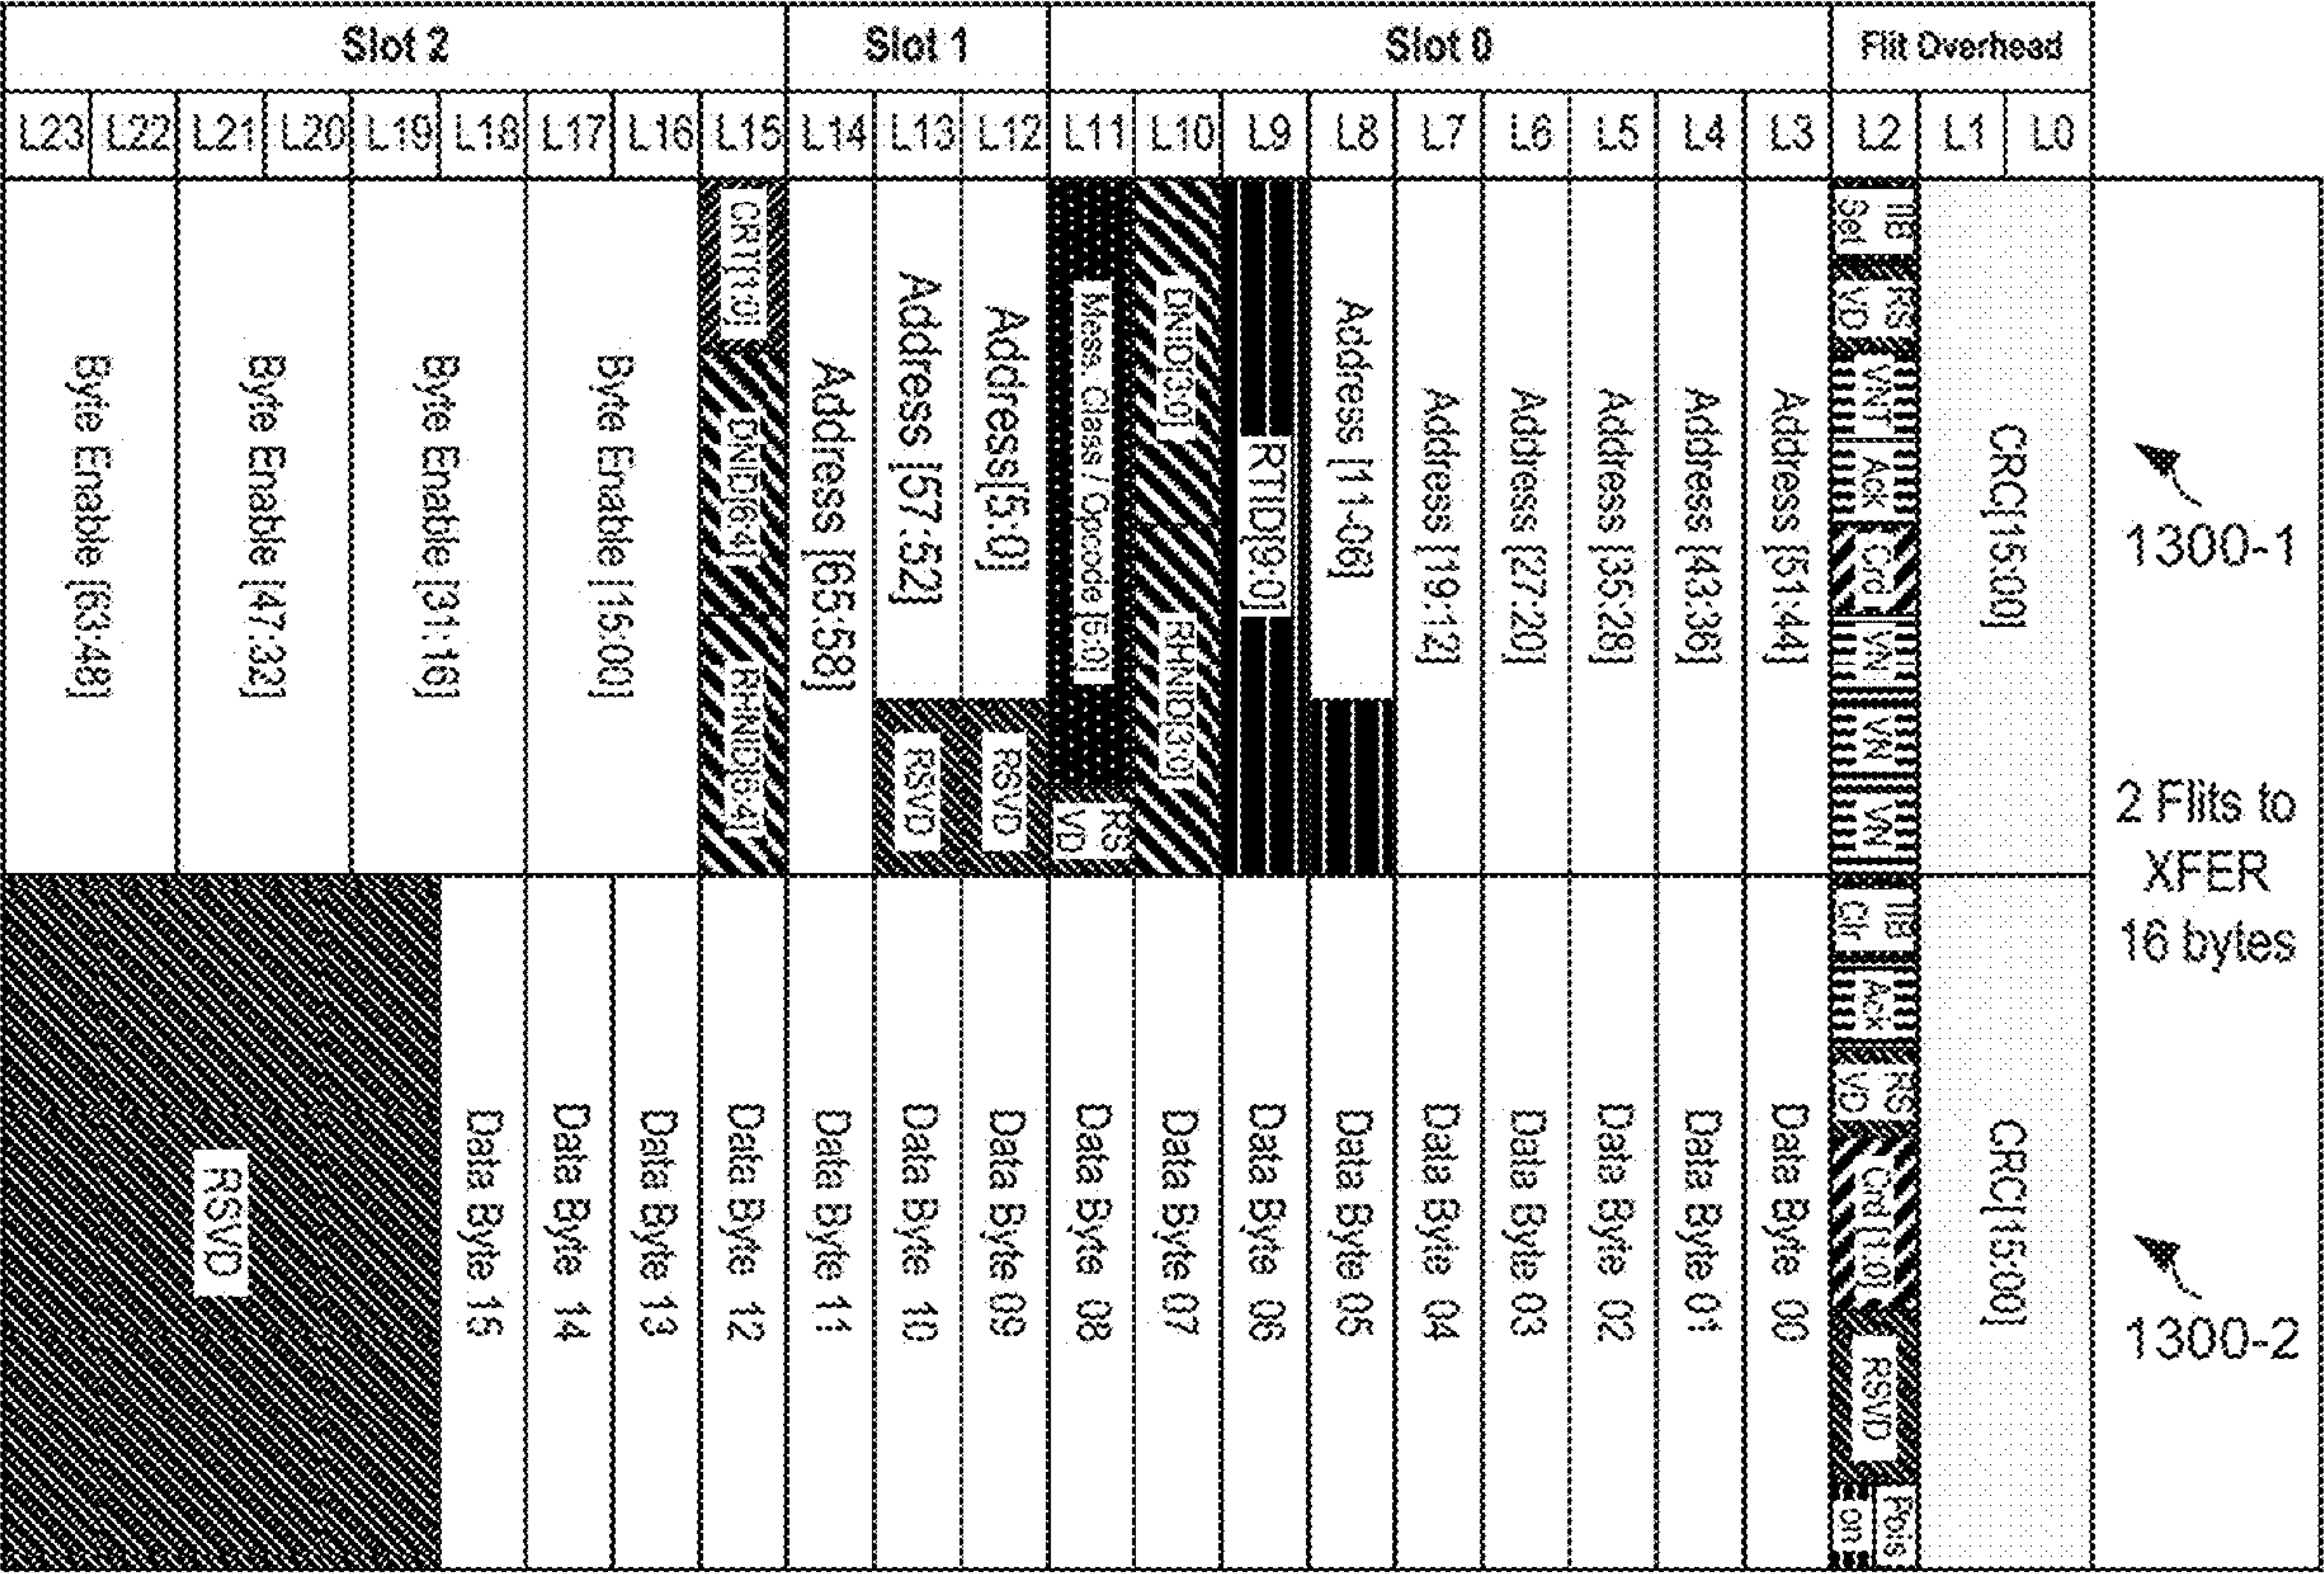 Slot 2
Slot 1
Slot 0
Flit Overhead
L23 L22 L21 L20 L19 L18 L17 L16 L15 L14 L13 L12 L11 L10 L9 L8 L7 L6 L5 L4 L3 L2 L1 L0
CRC[15:00]
IIB
Sel
RS
VD
VNT
Ack
Crd
VN
VN
VN
Address [51:44]
Address [43:36]
Address [35:28]
Address [27:20]
Address [19:12]
Address [11-06]
RTID[9:0]
DNID[3:0]
RHNID[3:0]
Mess. Class / Opcode [6:0]
RS
VD
Address[5:0]
RSVD
Address [57:52]
RSVD
Address [65:58]
CRT[1:0]
DNID[6:4]
RHNID[6:4]
Byte Enable [15:00]
Byte Enable [31:16]
Byte Enable [47:32]
Byte Enable [63:48]
1300-1
2 Flits to
XFER
16 bytes
CRC[15:00]
IIB
Clr
Ack
RS
VD
Crd [1:0]
RSVD
Pois
on
Data Byte 00
Data Byte 01
Data Byte 02
Data Byte 03
Data Byte 04
Data Byte 05
Data Byte 06
Data Byte 07
Data Byte 08
Data Byte 09
Data Byte 10
Data Byte 11
Data Byte 12
Data Byte 13
Data Byte 14
Data Byte 15
RSVD
1300-2